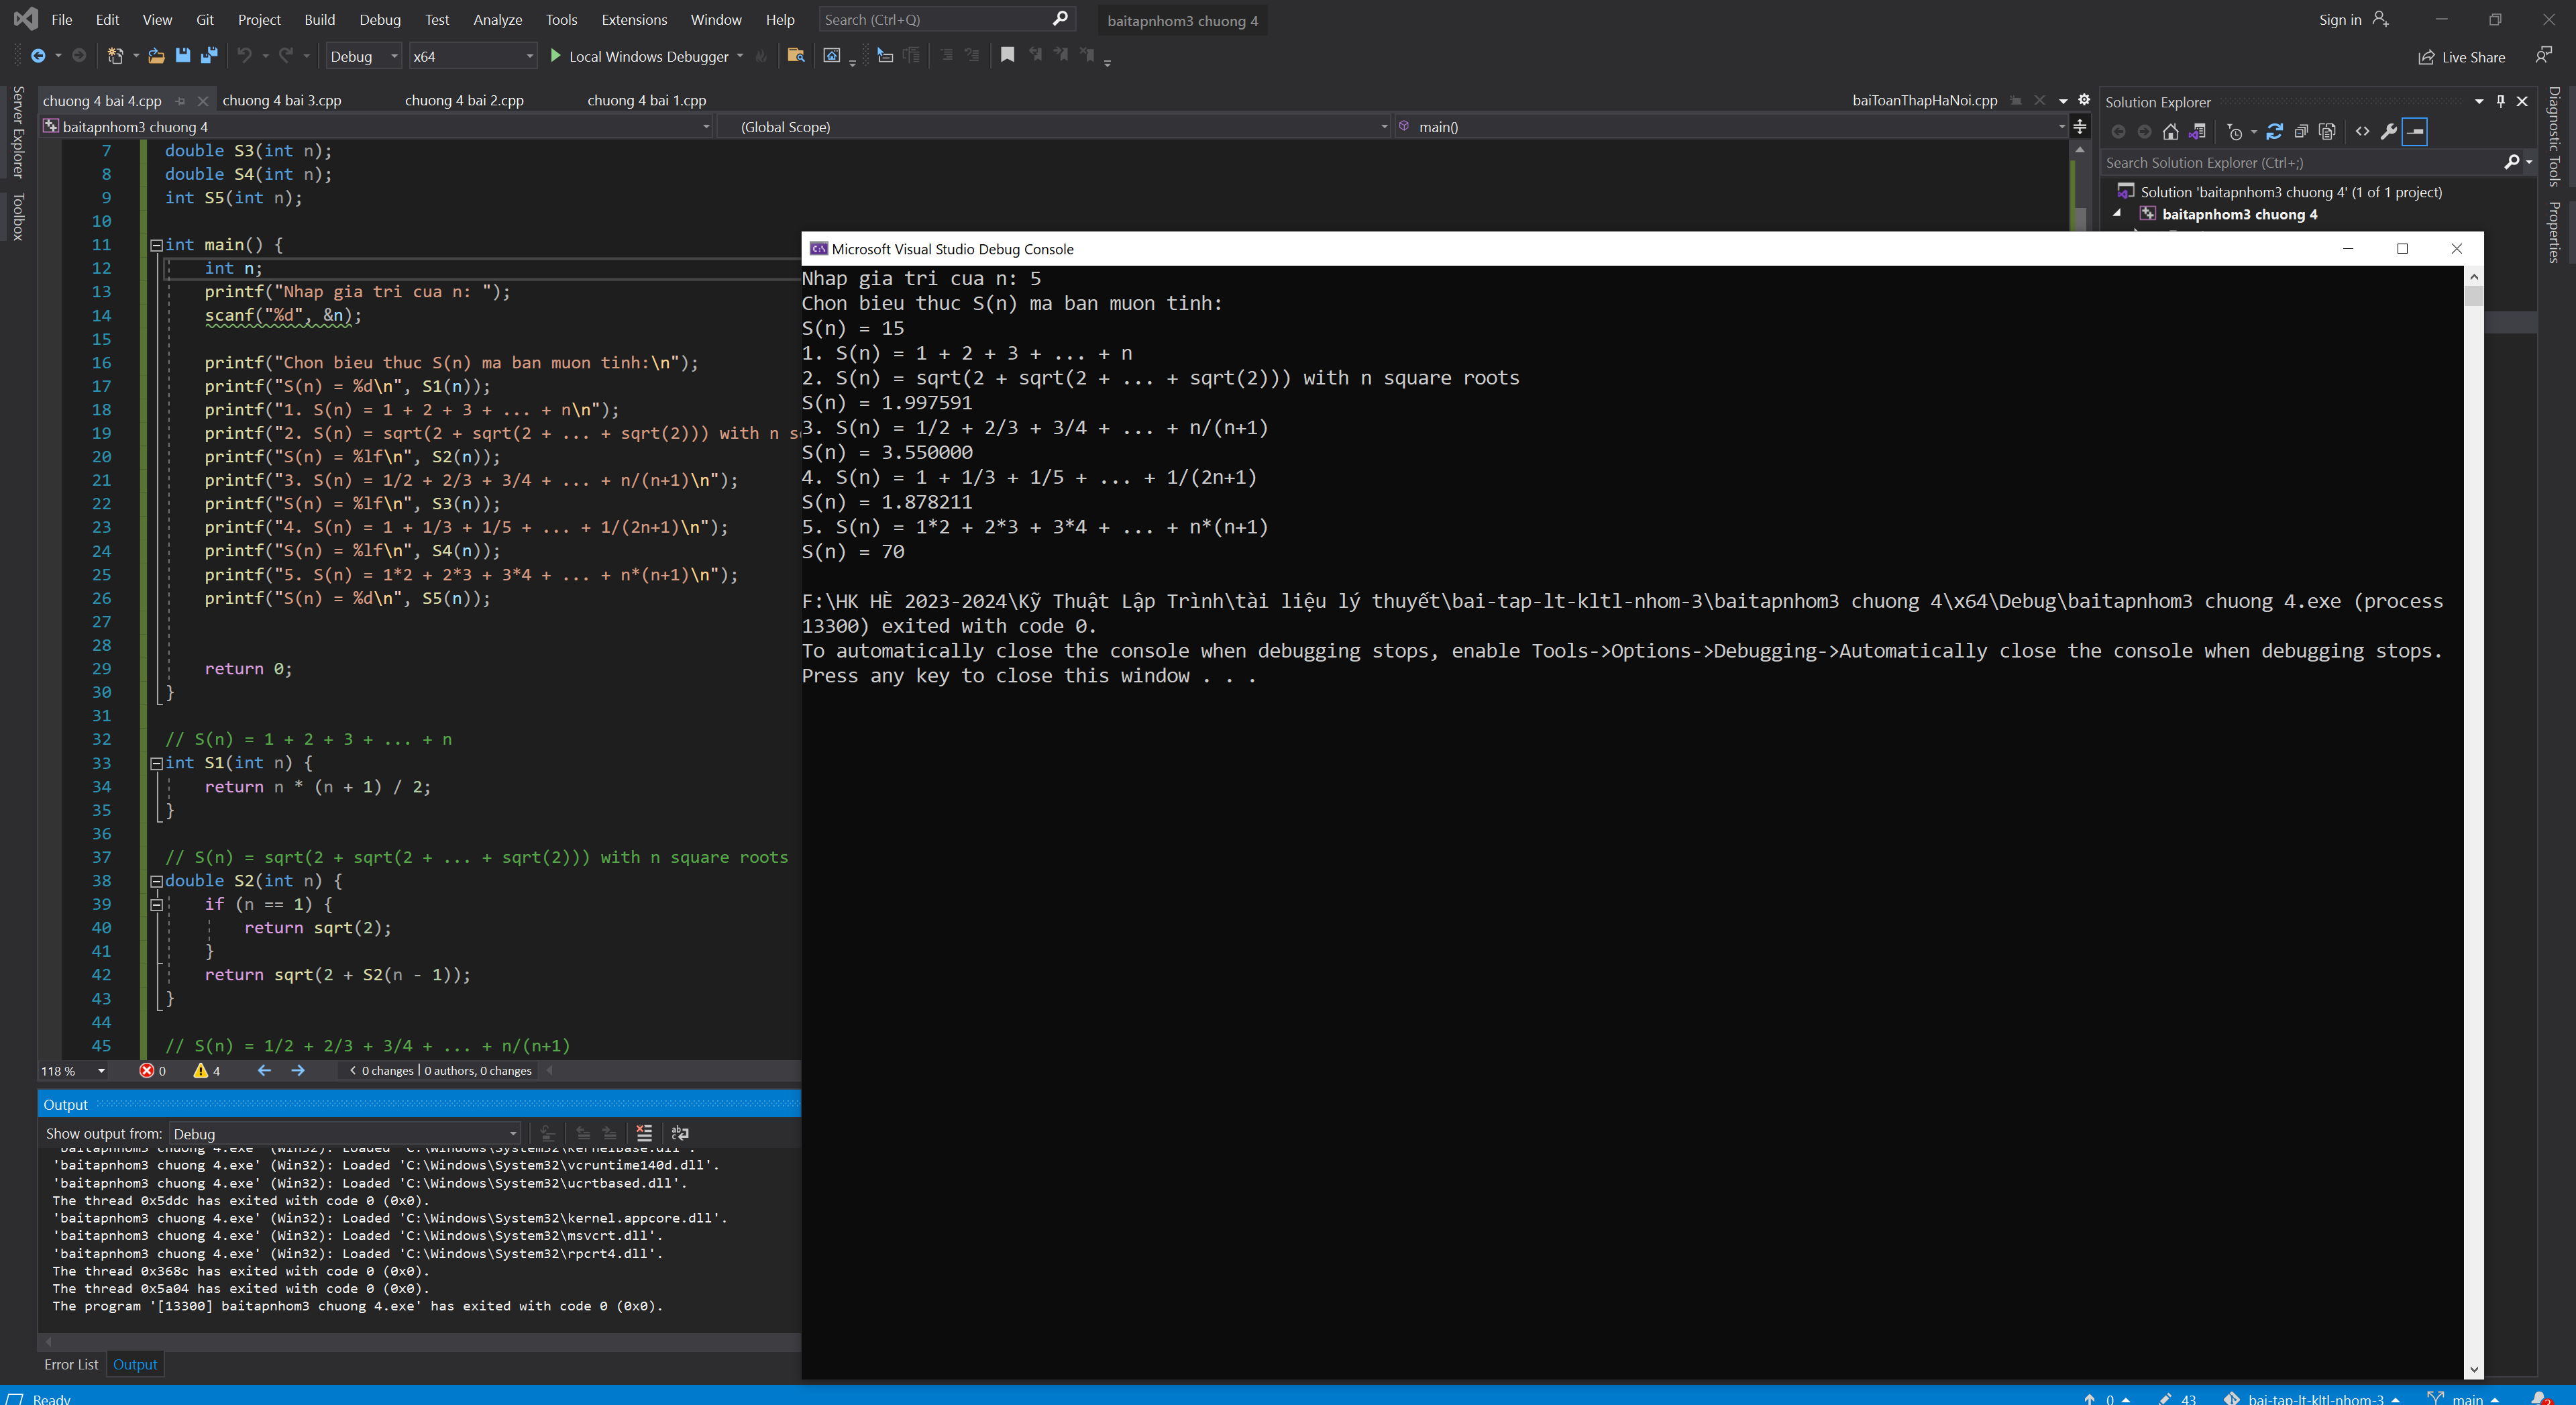 File Edit View Git Project Build Debug Test Analyze Tools Extensions Window Help Search (Ctrl+Q) baitapnhom3 chuong 4 Sign in
Debug x64 Local Windows Debugger Live Share
chuong 4 bai 4.cpp chuong 4 bai 3.cpp chuong 4 bai 2.cpp chuong 4 bai 1.cpp baiToanThapHaNoi.cpp
baitapnhom3 chuong 4 (Global Scope) main()
Server Explorer
Toolbox
7 double S3(int n);
8 double S4(int n);
9 int S5(int n);
10
11 int main() {
12 int n;
13 printf("Nhap gia tri cua n: ");
14 scanf("%d", &n);
15
16 printf("Chon bieu thuc S(n) ma ban muon tinh:\n");
17 printf("S(n) = %d\n", S1(n));
18 printf("1. S(n) = 1 + 2 + 3 + ... + n\n");
19 printf("2. S(n) = sqrt(2 + sqrt(2 + ... + sqrt(2))) with n
20 printf("S(n) = %lf\n", S2(n));
21 printf("3. S(n) = 1/2 + 2/3 + 3/4 + ... + n/(n+1)\n");
22 printf("S(n) = %lf\n", S3(n));
23 printf("4. S(n) = 1 + 1/3 + 1/5 + ... + 1/(2n+1)\n");
24 printf("S(n) = %lf\n", S4(n));
25 printf("5. S(n) = 1*2 + 2*3 + 3*4 + ... + n*(n+1)\n");
26 printf("S(n) = %d\n", S5(n));
27
28
29 return 0;
30 }
31
32 // S(n) = 1 + 2 + 3 + ... + n
33 int S1(int n) {
34 return n * (n + 1) / 2;
35 }
36
37 // S(n) = sqrt(2 + sqrt(2 + ... + sqrt(2))) with n square roots
38 double S2(int n) {
39 if (n == 1) {
40 return sqrt(2);
41 }
42 return sqrt(2 + S2(n - 1));
43 }
44
45 // S(n) = 1/2 + 2/3 + 3/4 + ... + n/(n+1)
118 % 0 4 0 changes | 0 authors, 0 changes
Microsoft Visual Studio Debug Console
Nhap gia tri cua n: 5
Chon bieu thuc S(n) ma ban muon tinh:
S(n) = 15
1. S(n) = 1 + 2 + 3 + ... + n
2. S(n) = sqrt(2 + sqrt(2 + ... + sqrt(2))) with n square roots
S(n) = 1.997591
3. S(n) = 1/2 + 2/3 + 3/4 + ... + n/(n+1)
S(n) = 3.550000
4. S(n) = 1 + 1/3 + 1/5 + ... + 1/(2n+1)
S(n) = 1.878211
5. S(n) = 1*2 + 2*3 + 3*4 + ... + n*(n+1)
S(n) = 70
F:\HK HÈ 2023-2024\Kỹ Thuật Lập Trình\tài liệu lý thuyết\bai-tap-lt-kltl-nhom-3\baitapnhom3 chuong 4\x64\Debug\baitapnhom3 chuong 4.exe (process
13300) exited with code 0.
To automatically close the console when debugging stops, enable Tools->Options->Debugging->Automatically close the console when debugging stops.
Press any key to close this window . . .
Solution Explorer
Search Solution Explorer (Ctrl+;)
Solution 'baitapnhom3 chuong 4' (1 of 1 project)
baitapnhom3 chuong 4
Diagnostic Tools
Properties
Output
Show output from: Debug
'baitapnhom3 chuong 4.exe' (Win32): Loaded 'C:\Windows\System32\KernelBase.dll'.
'baitapnhom3 chuong 4.exe' (Win32): Loaded 'C:\Windows\System32\vcruntime140d.dll'.
'baitapnhom3 chuong 4.exe' (Win32): Loaded 'C:\Windows\System32\ucrtbased.dll'.
The thread 0x5ddc has exited with code 0 (0x0).
'baitapnhom3 chuong 4.exe' (Win32): Loaded 'C:\Windows\System32\kernel.appcore.dll'.
'baitapnhom3 chuong 4.exe' (Win32): Loaded 'C:\Windows\System32\msvcrt.dll'.
'baitapnhom3 chuong 4.exe' (Win32): Loaded 'C:\Windows\System32\rpcrt4.dll'.
The thread 0x368c has exited with code 0 (0x0).
The thread 0x5a04 has exited with code 0 (0x0).
The program '[13300] baitapnhom3 chuong 4.exe' has exited with code 0 (0x0).
Error List Output
Ready 0 43 bai-tap-lt-kltl-nhom-3 main